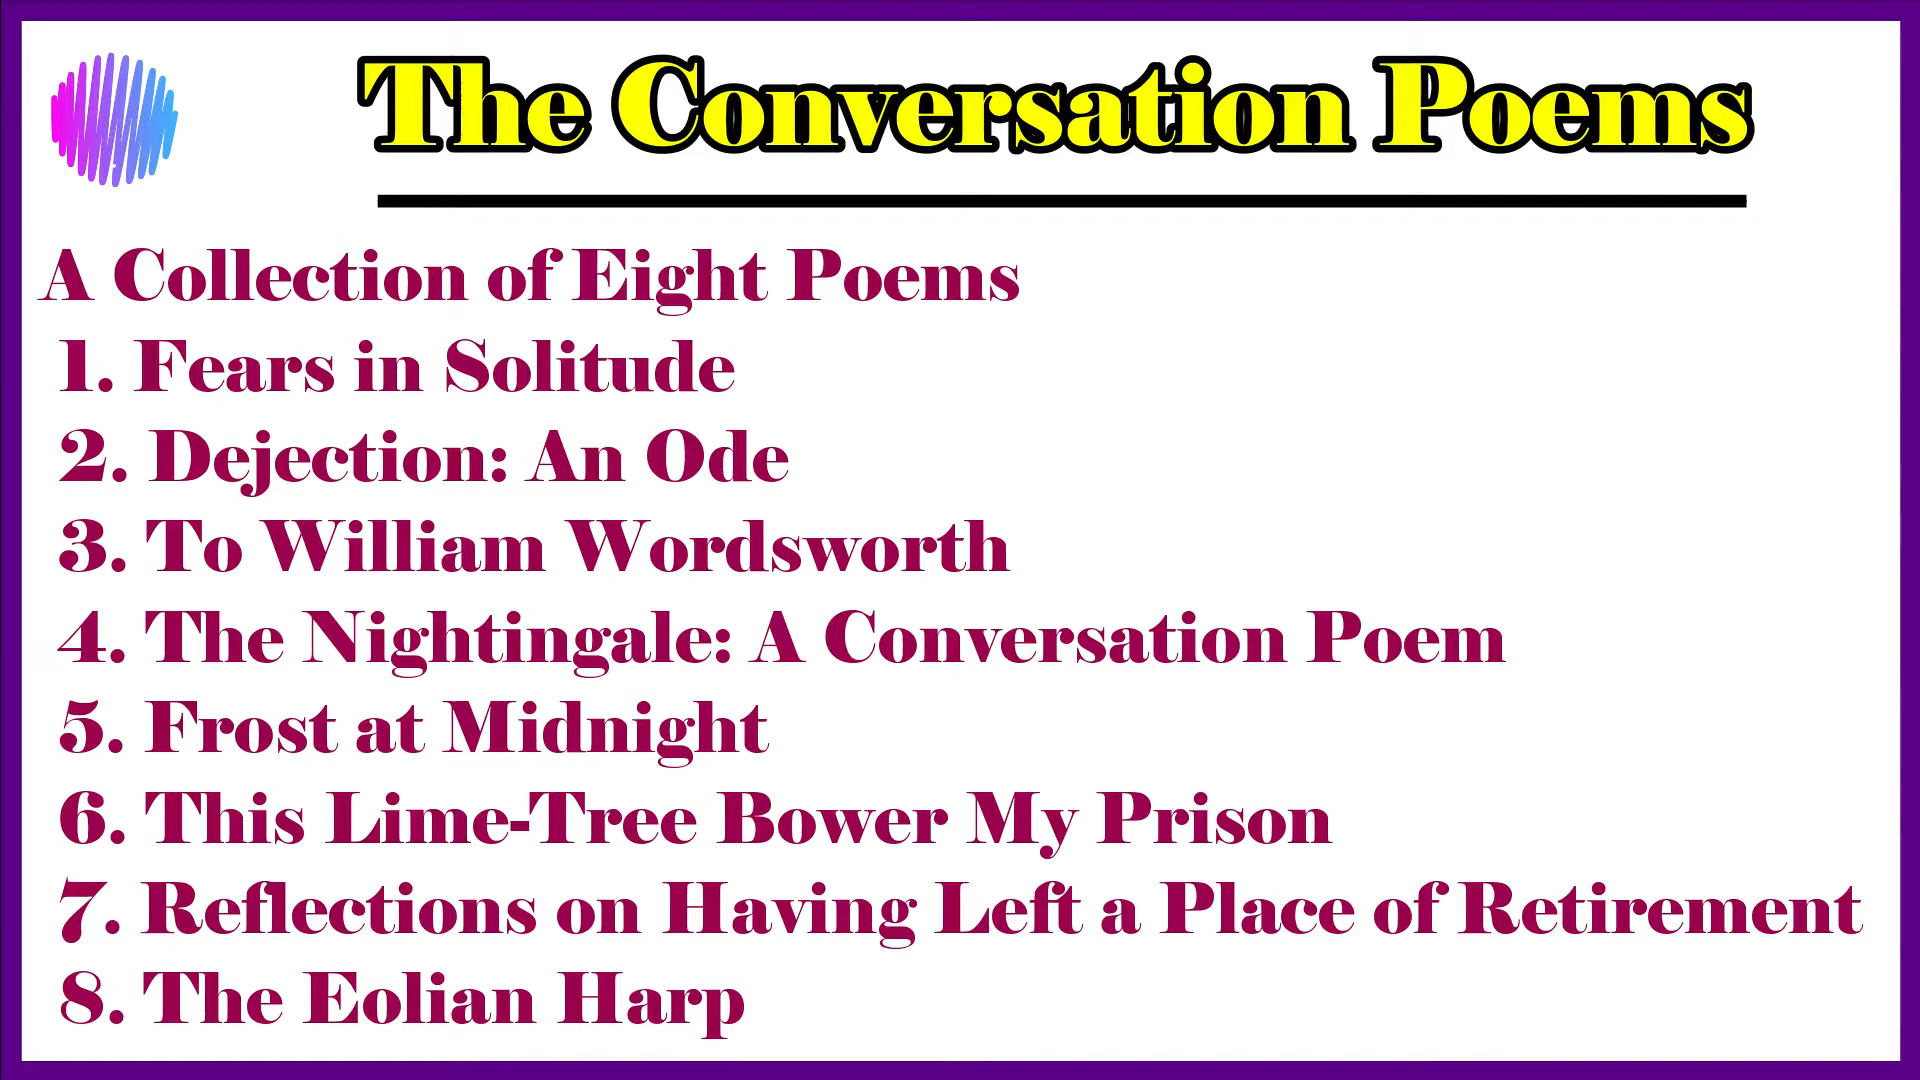 The Conversation Poems
A Collection of Eight Poems
1. Fears in Solitude
2. Dejection: An Ode
3. To William Wordsworth
4. The Nightingale: A Conversation Poem
5. Frost at Midnight
6. This Lime-Tree Bower My Prison
7. Reflections on Having Left a Place of Retirement
8. The Eolian Harp